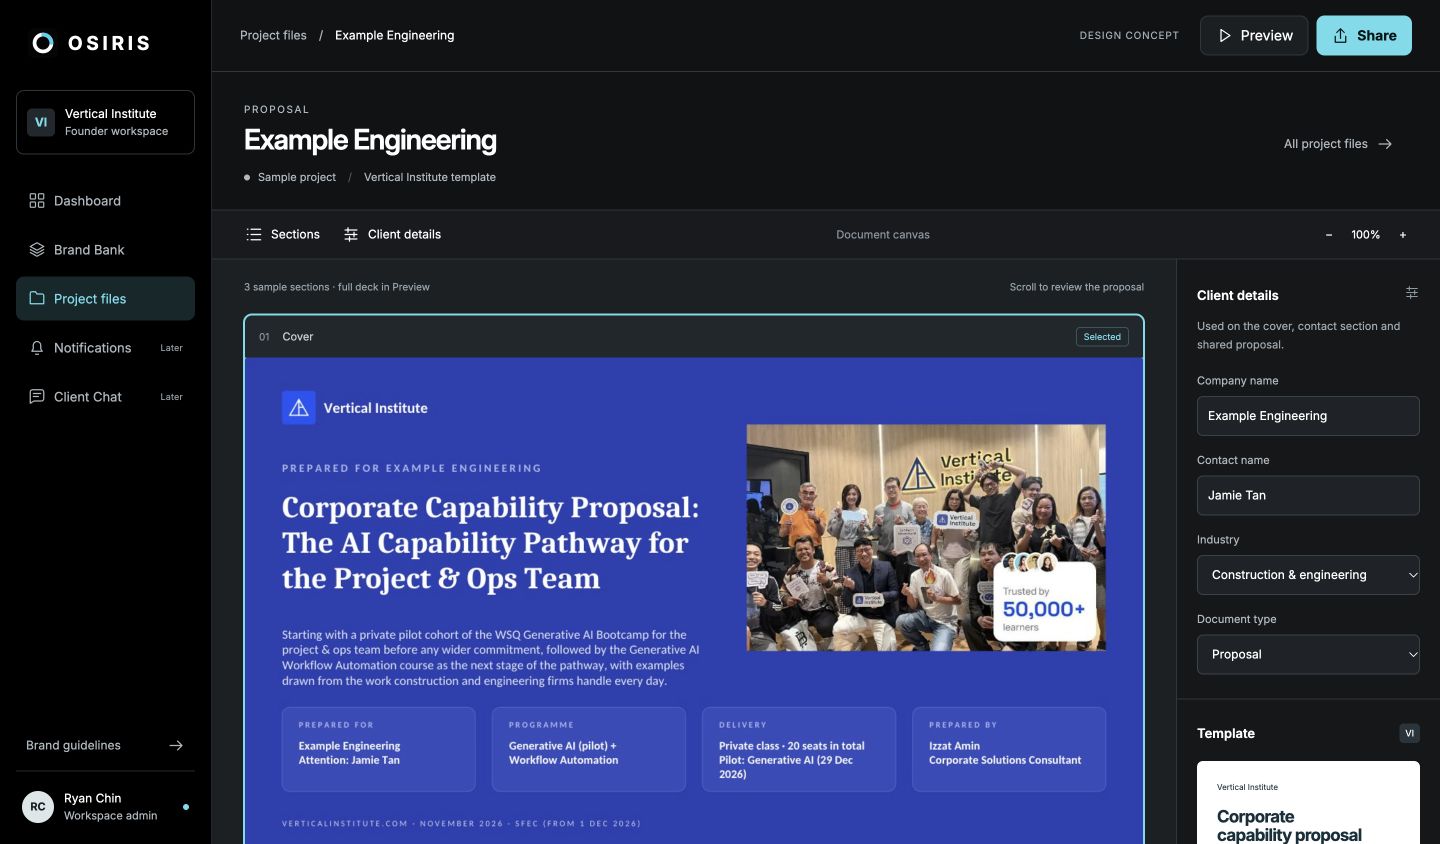 OSIRIS
VI
Vertical Institute
Founder workspace
Dashboard
Brand Bank
Project files
Notifications
Later
Client Chat
Later
Brand guidelines
RC
Ryan Chin
Workspace admin
Project files / Example Engineering
DESIGN CONCEPT
Preview
Share
PROPOSAL
Example Engineering
Sample project / Vertical Institute template
All project files
Sections
Client details
Document canvas
− 100% +
3 sample sections · full deck in Preview
Scroll to review the proposal
01 Cover
Selected
Vertical Institute
PREPARED FOR EXAMPLE ENGINEERING
Corporate Capability Proposal:
The AI Capability Pathway for
the Project & Ops Team
Starting with a private pilot cohort of the WSQ Generative AI Bootcamp for the
project & ops team before any wider commitment, followed by the Generative AI
Workflow Automation course as the next stage of the pathway, with examples
drawn from the work construction and engineering firms handle every day.
Vertical
Institute
Vertical
Institute
Vertical
Institute
Trusted by
50,000+
learners
PREPARED FOR
Example Engineering
Attention: Jamie Tan
PROGRAMME
Generative AI (pilot) +
Workflow Automation
DELIVERY
Private class · 20 seats in total
Pilot: Generative AI (29 Dec
2026)
PREPARED BY
Izzat Amin
Corporate Solutions Consultant
VERTICALINSTITUTE.COM · NOVEMBER 2026 · SFEC (FROM 1 DEC 2026)
Client details
Used on the cover, contact section and
shared proposal.
Company name
Example Engineering
Contact name
Jamie Tan
Industry
Construction & engineering
Document type
Proposal
Template
VI
Vertical Institute
Corporate
capability proposal